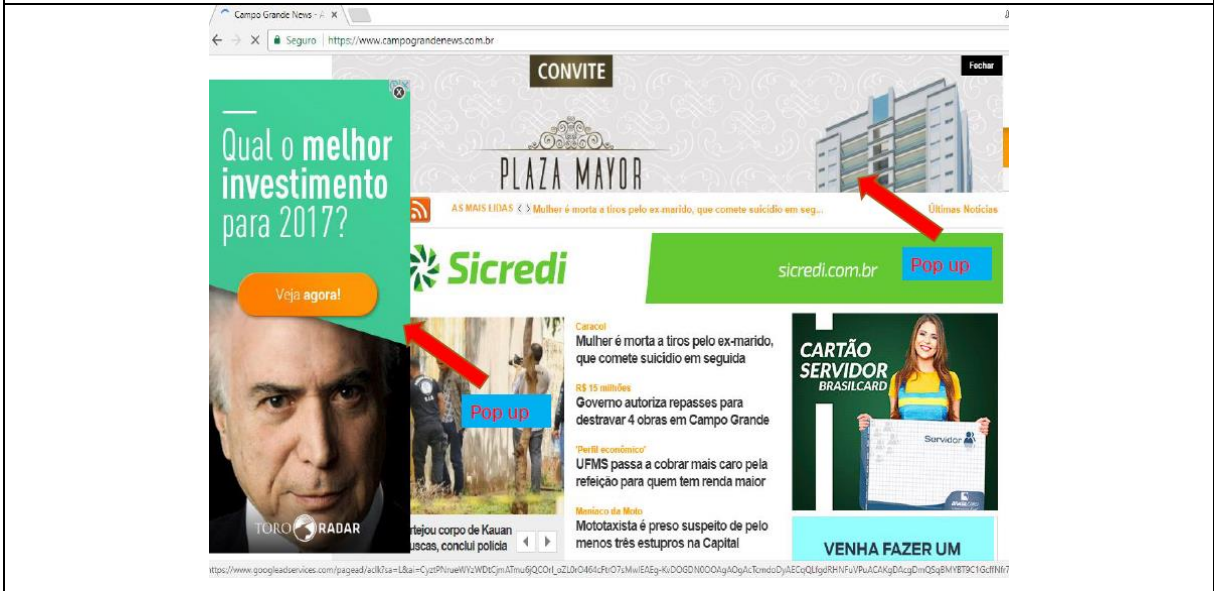 Campo Grande News - A
Seguro
https://www.campograndenews.com.br
CONVITE
Fechar
PLAZA MAYOR
Qual o melhor
investimento
para 2017?
Veja agora!
TORO RADAR
AS MAIS LIDAS < > Mulher é morta a tiros pelo ex-marido, que comete suicídio em seg...
Últimas Notícias
Sicredi
sicredi.com.br
Pop up
Pop up
rtejou corpo de Kauan
uscas, conclui polícia
Caracol
Mulher é morta a tiros pelo ex-marido,
que comete suicídio em seguida
R$ 15 milhões
Governo autoriza repasses para
destravar 4 obras em Campo Grande
'Perfil econômico'
UFMS passa a cobrar mais caro pela
refeição para quem tem renda maior
Maníaco da Moto
Mototaxista é preso suspeito de pelo
menos três estupros na Capital
CARTÃO
SERVIDOR
BRASILCARD
Servidor
VENHA FAZER UM